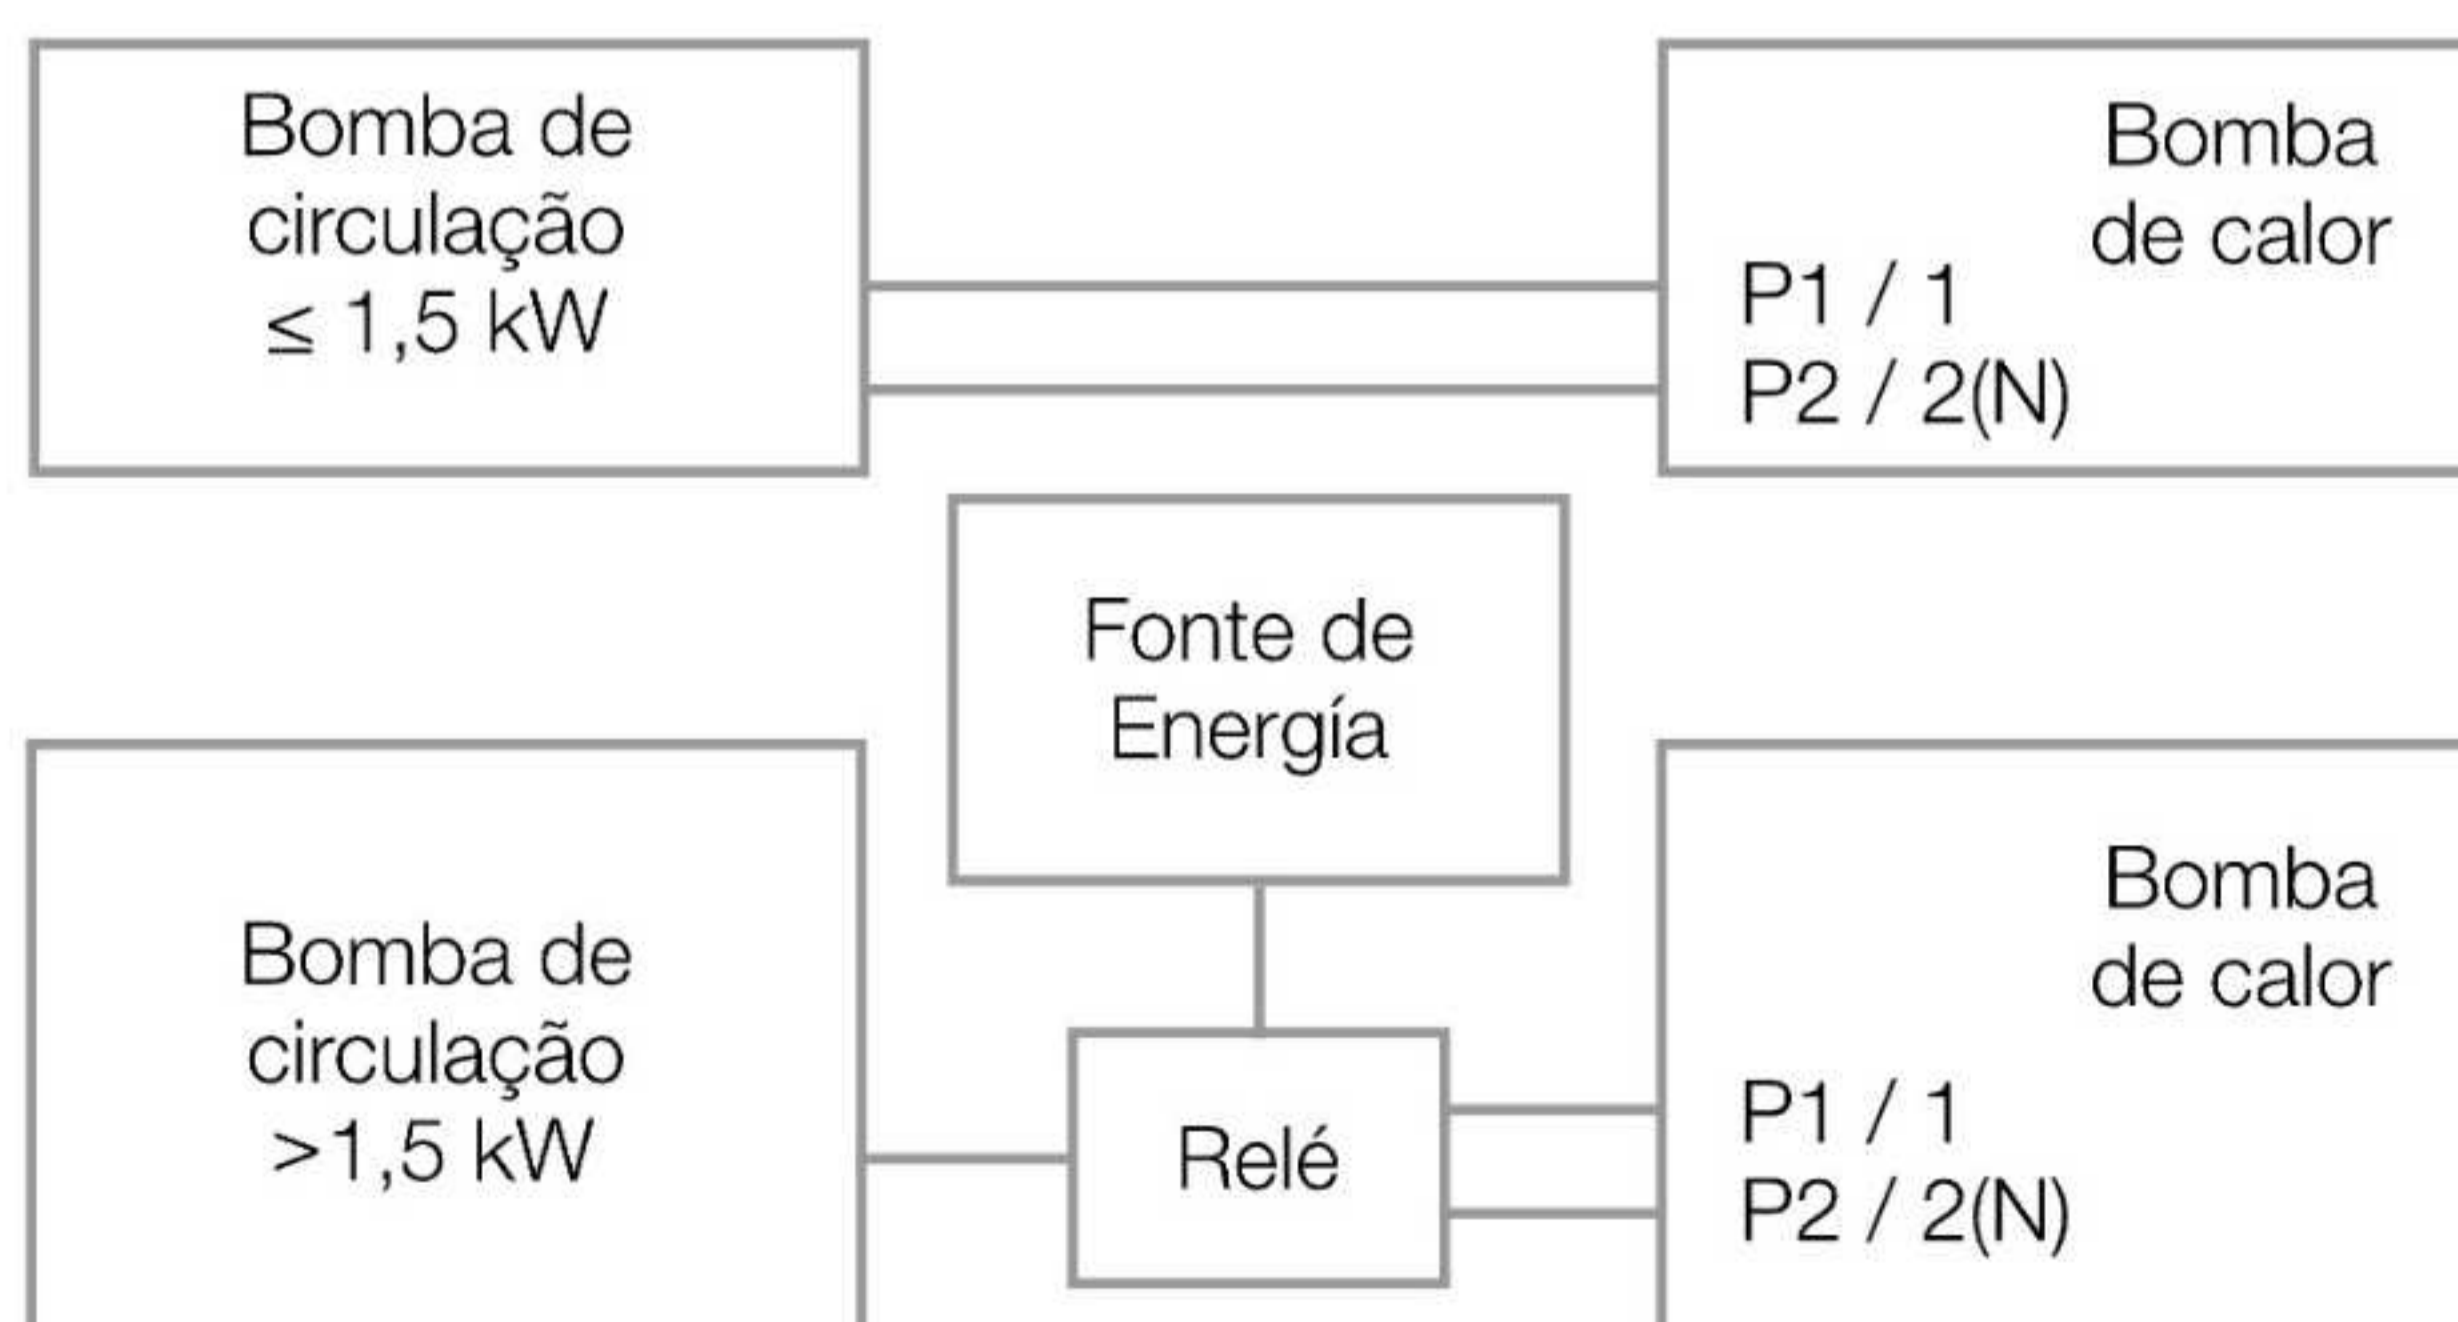 Bomba de
circulação
≤ 1,5 kW
Bomba
de calor
P1 / 1
P2 / 2(N)
Fonte de
Energía
Bomba de
circulação
>1,5 kW
Relé
Bomba
de calor
P1 / 1
P2 / 2(N)